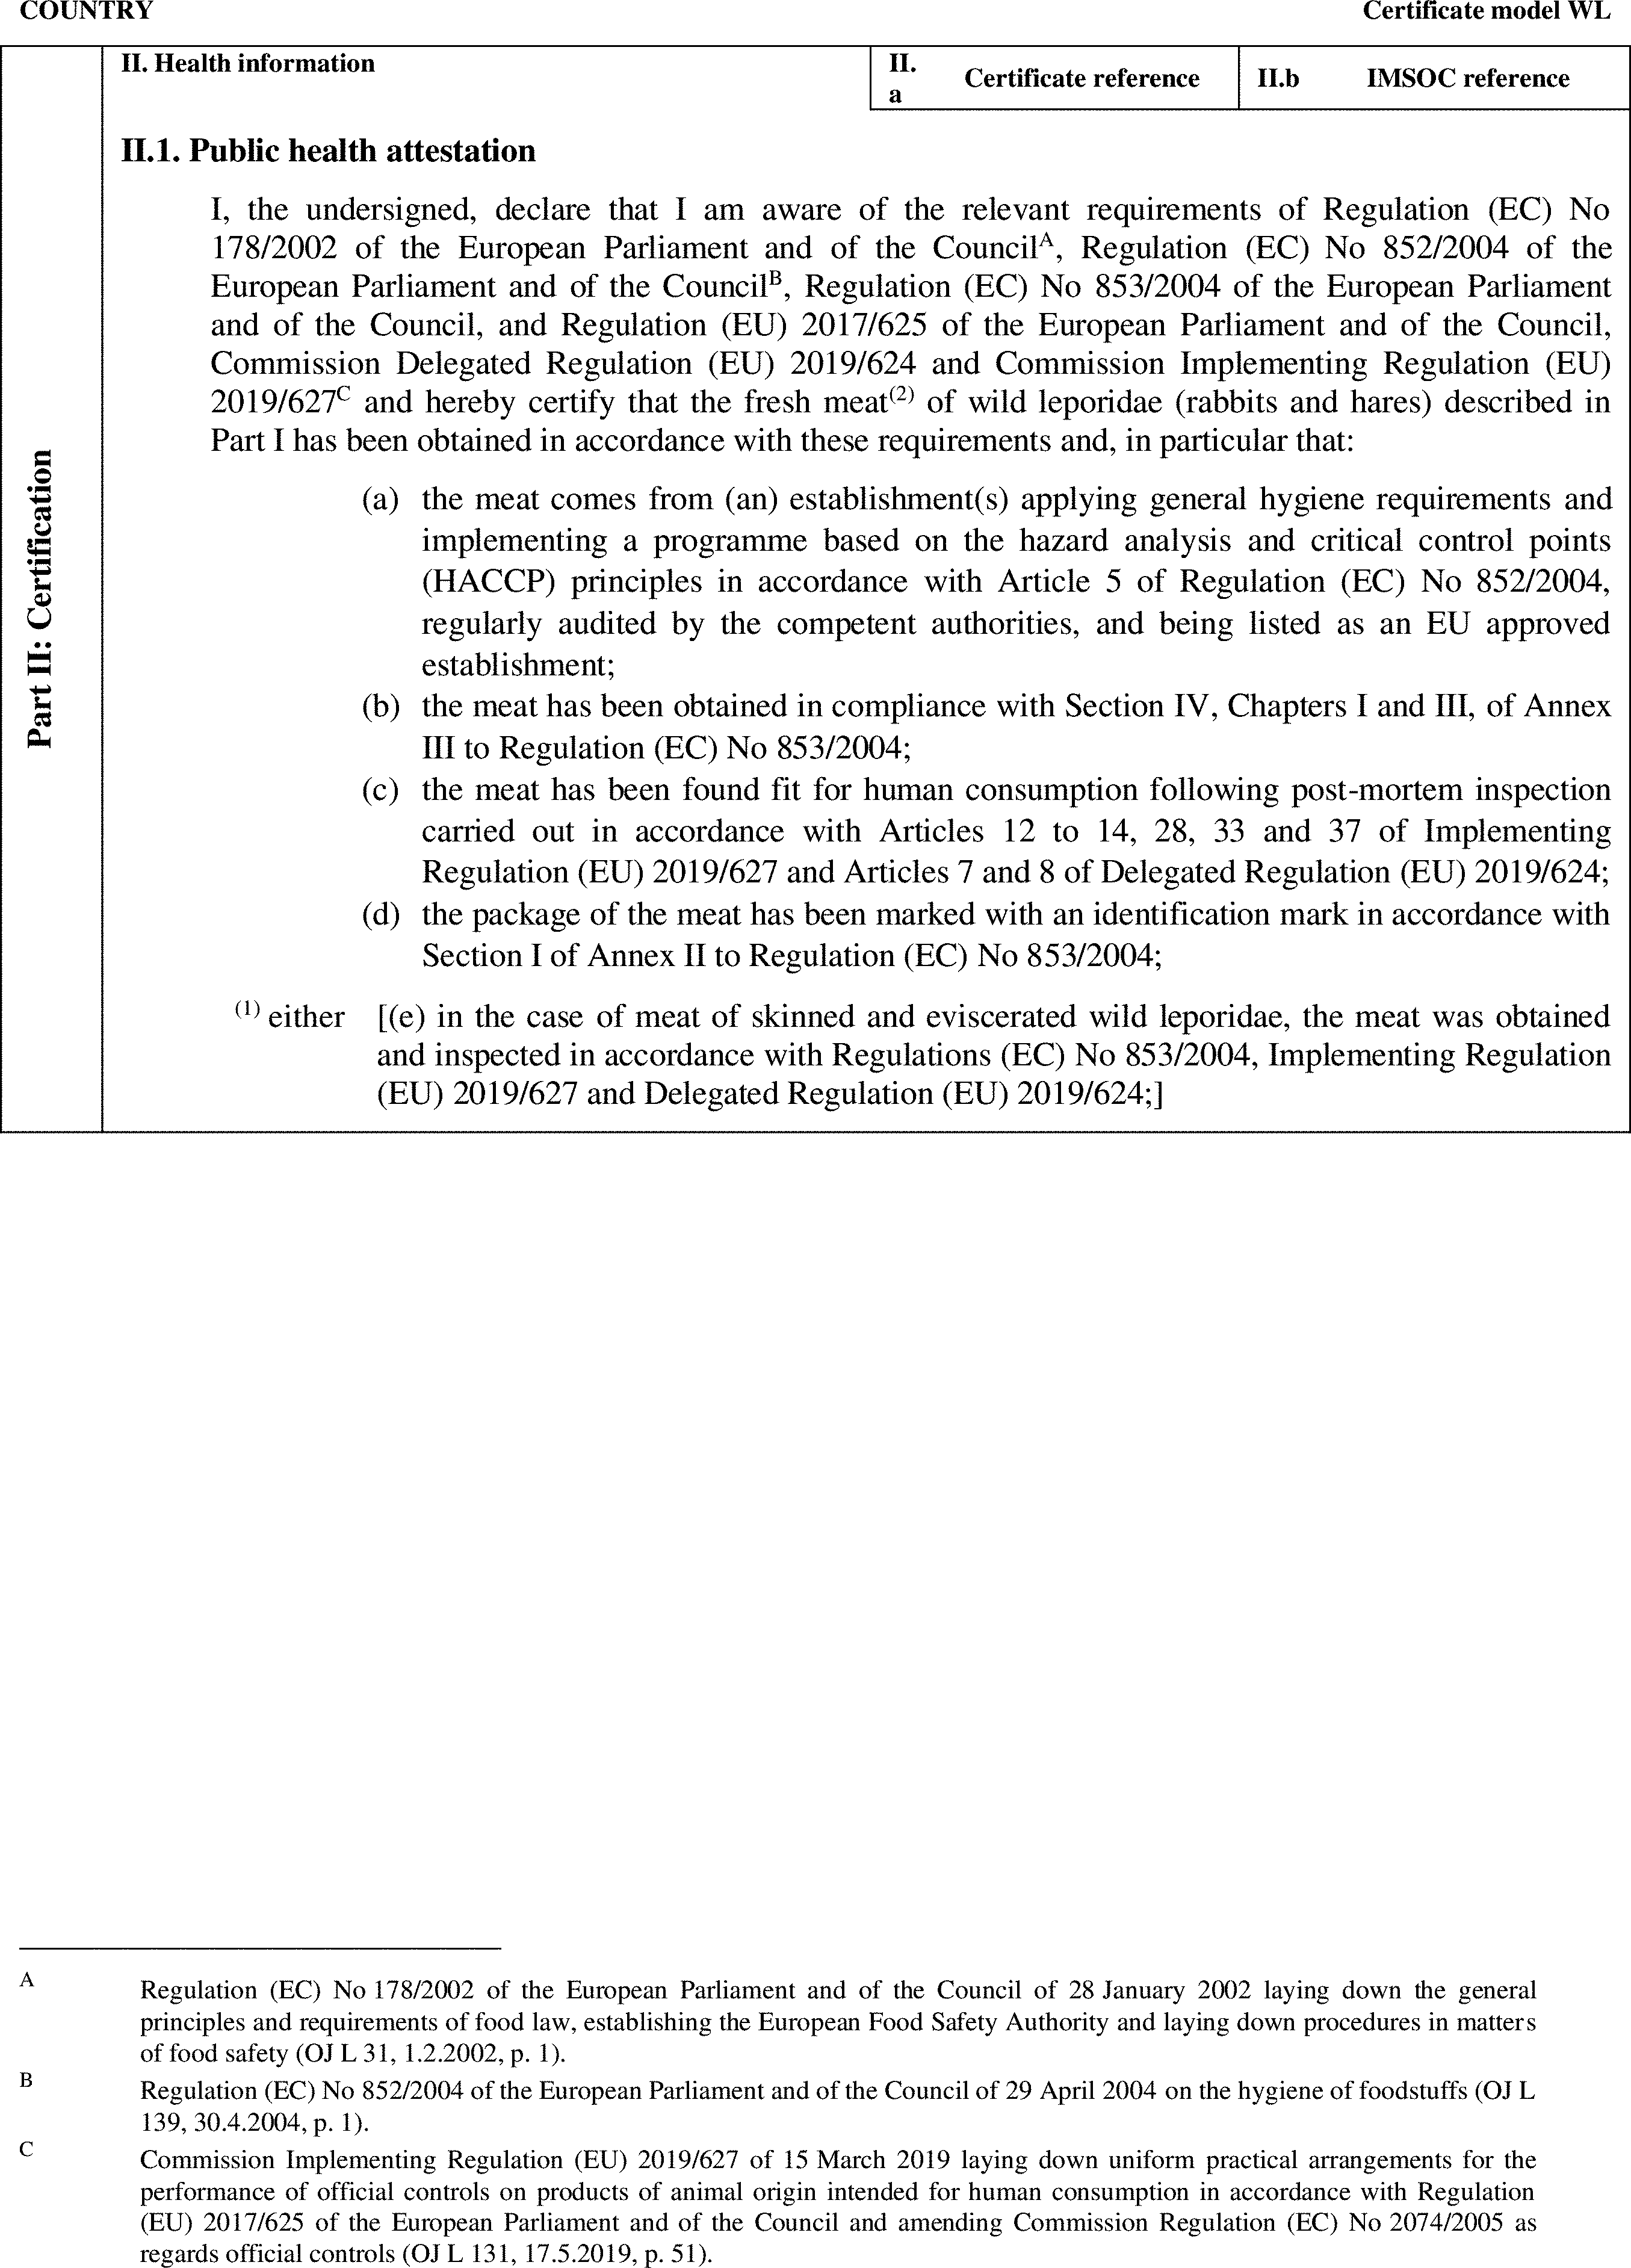 COUNTRY Certificate model WL
II. Health information II. a Certificate reference II.b IMSOC reference
Part II: Certification
II.1. Public health attestation
I, the undersigned, declare that I am aware of the relevant requirements of Regulation (EC) No
178/2002 of the European Parliament and of the Council^A, Regulation (EC) No 852/2004 of the
European Parliament and of the Council^B, Regulation (EC) No 853/2004 of the European Parliament
and of the Council, and Regulation (EU) 2017/625 of the European Parliament and of the Council,
Commission Delegated Regulation (EU) 2019/624 and Commission Implementing Regulation (EU)
2019/627^C and hereby certify that the fresh meat^(2) of wild leporidae (rabbits and hares) described in
Part I has been obtained in accordance with these requirements and, in particular that:
(a) the meat comes from (an) establishment(s) applying general hygiene requirements and
implementing a programme based on the hazard analysis and critical control points
(HACCP) principles in accordance with Article 5 of Regulation (EC) No 852/2004,
regularly audited by the competent authorities, and being listed as an EU approved
establishment;
(b) the meat has been obtained in compliance with Section IV, Chapters I and III, of Annex
III to Regulation (EC) No 853/2004;
(c) the meat has been found fit for human consumption following post-mortem inspection
carried out in accordance with Articles 12 to 14, 28, 33 and 37 of Implementing
Regulation (EU) 2019/627 and Articles 7 and 8 of Delegated Regulation (EU) 2019/624;
(d) the package of the meat has been marked with an identification mark in accordance with
Section I of Annex II to Regulation (EC) No 853/2004;
(1) either [(e) in the case of meat of skinned and eviscerated wild leporidae, the meat was obtained
and inspected in accordance with Regulations (EC) No 853/2004, Implementing Regulation
(EU) 2019/627 and Delegated Regulation (EU) 2019/624;]
A Regulation (EC) No 178/2002 of the European Parliament and of the Council of 28 January 2002 laying down the general
principles and requirements of food law, establishing the European Food Safety Authority and laying down procedures in matters
of food safety (OJ L 31, 1.2.2002, p. 1).
B Regulation (EC) No 852/2004 of the European Parliament and of the Council of 29 April 2004 on the hygiene of foodstuffs (OJ L
139, 30.4.2004, p. 1).
C Commission Implementing Regulation (EU) 2019/627 of 15 March 2019 laying down uniform practical arrangements for the
performance of official controls on products of animal origin intended for human consumption in accordance with Regulation
(EU) 2017/625 of the European Parliament and of the Council and amending Commission Regulation (EC) No 2074/2005 as
regards official controls (OJ L 131, 17.5.2019, p. 51).